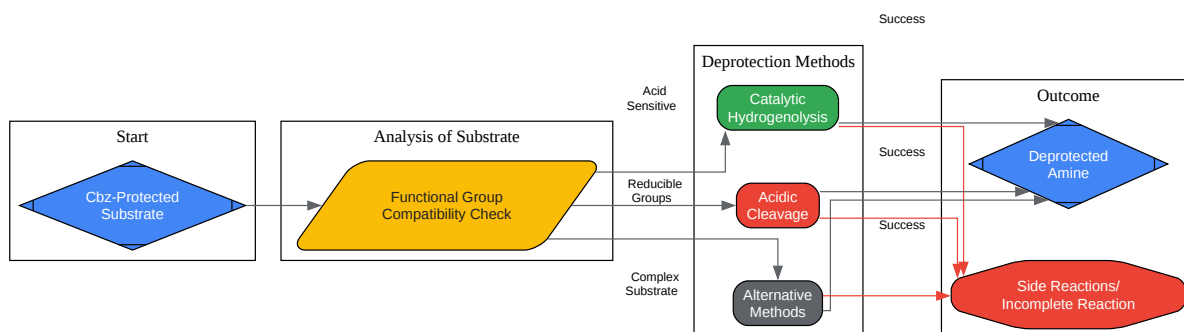 Start
Cbz-Protected
Substrate
Analysis of Substrate
Functional Group
Compatibility Check
Acid
Sensitive
Reducible
Groups
Complex
Substrate
Deprotection Methods
Catalytic
Hydrogenolysis
Acidic
Cleavage
Alternative
Methods
Success
Success
Success
Outcome
Deprotected
Amine
Side Reactions/
Incomplete Reaction